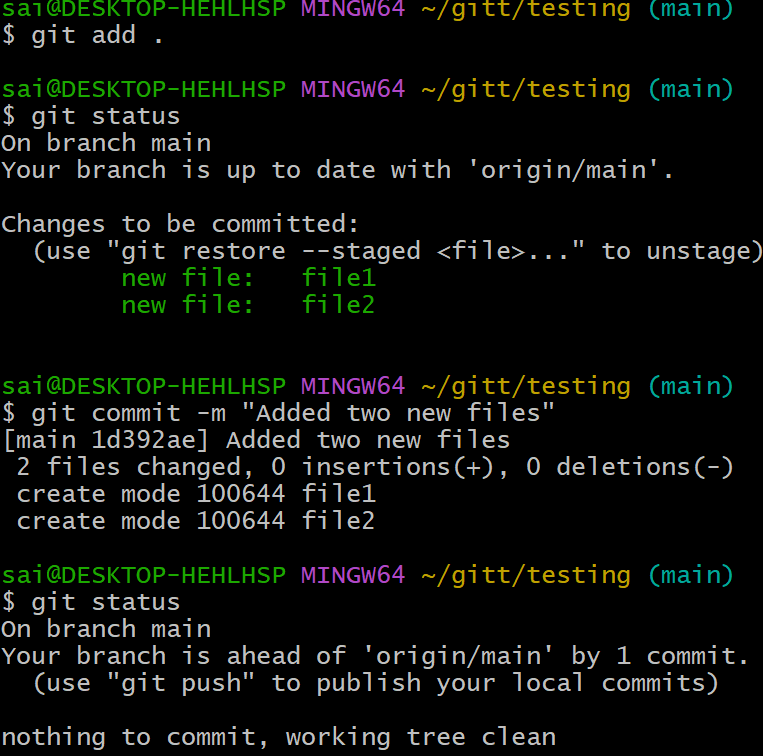 sai@DESKTOP-HEHLHSP MINGW64 ~/gitt/testing (main)
$ git add .

sai@DESKTOP-HEHLHSP MINGW64 ~/gitt/testing (main)
$ git status
On branch main
Your branch is up to date with 'origin/main'.

Changes to be committed:
  (use "git restore --staged <file>..." to unstage)
        new file:   file1
        new file:   file2


sai@DESKTOP-HEHLHSP MINGW64 ~/gitt/testing (main)
$ git commit -m "Added two new files"
[main 1d392ae] Added two new files
 2 files changed, 0 insertions(+), 0 deletions(-)
 create mode 100644 file1
 create mode 100644 file2

sai@DESKTOP-HEHLHSP MINGW64 ~/gitt/testing (main)
$ git status
On branch main
Your branch is ahead of 'origin/main' by 1 commit.
  (use "git push" to publish your local commits)

nothing to commit, working tree clean